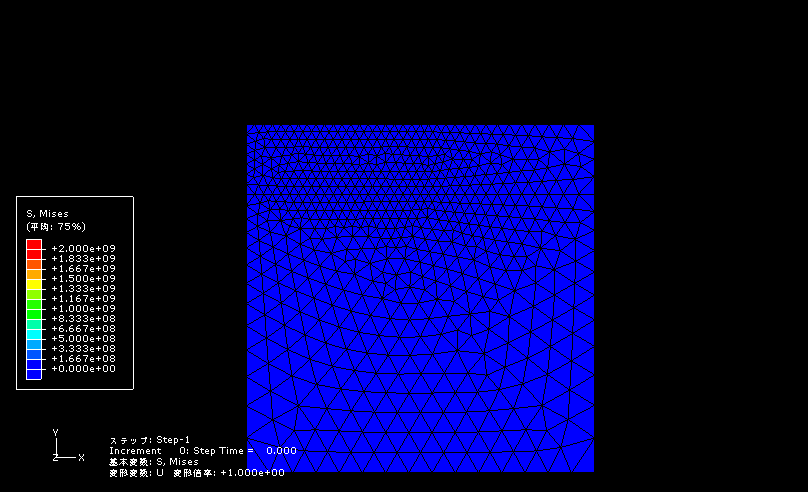 S, Mises
(平均: 75%)
+2.000e+09
+1.833e+09
+1.667e+09
+1.500e+09
+1.333e+09
+1.167e+09
+1.000e+09
+8.333e+08
+6.667e+08
+5.000e+08
+3.333e+08
+1.667e+08
+0.000e+00
Y
Z X
ステップ: Step-1
Increment 0: Step Time = 0.000
基本変数: S, Mises
変形変数: U 変形倍率: +1.000e+00